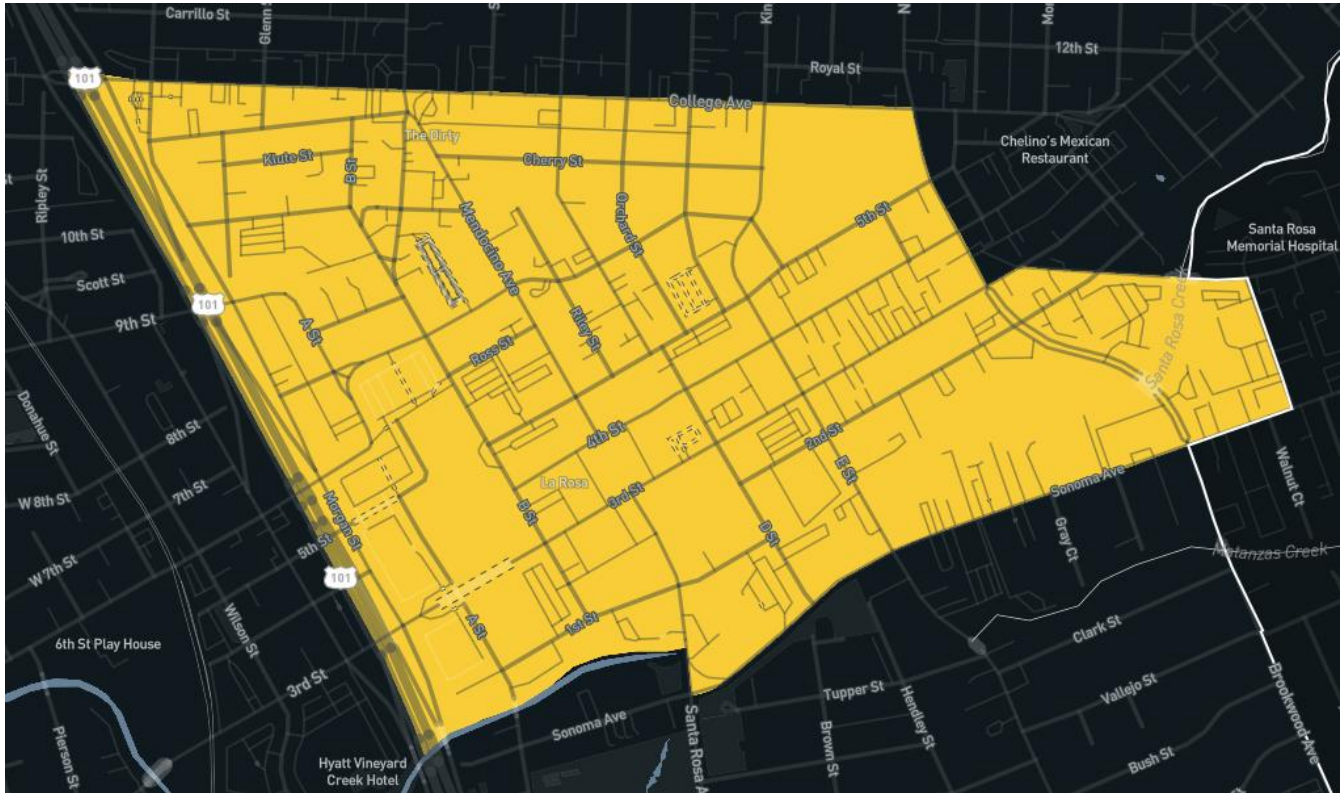 Carrillo St
Glenn S
12th St
Royal St
101
College Ave
The Dirty
Chelino's Mexican
Restaurant
Klute St
Cherry St
B St
Ripley St
Orchard St
5th St
Mendocino Ave
10th St
Santa Rosa
Memorial Hospital
Scott St
9th St
101
A St
Riley St
Ross St
Santa Rosa Creek
Donahue St
8th St
4th St
2nd St
W 8th St
7th St
La Rosa
3rd St
E St
Sonoma Ave
Walnut Ct
Morgan St
B St
5th St
D St
Gray Ct
Matanzas Creek
W 7th St
101
Wilson St
A St
1st St
Clark St
6th St Play House
3rd St
Tupper St
Vallejo St
Hendley St
Brookwood Ave
Sonoma Ave
Santa Rosa A
Brown St
Pierson St
Hyatt Vineyard
Creek Hotel
Bush St